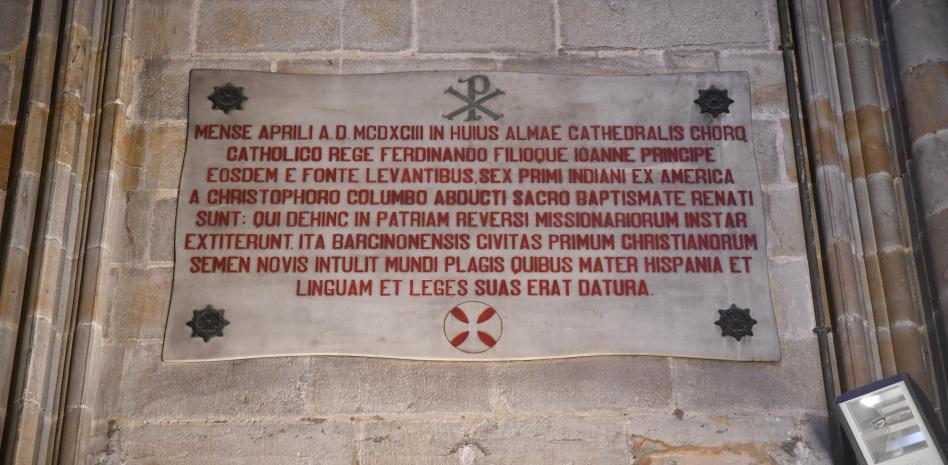 MENSE APRILI A.D. MCDXCIII IN HUIUS ALMAE CATHEDRALIS CHORO,
CATHOLICO REGE FERDINANDO FILIOQUE IOANNE PRINCIPE
EOSDEM E FONTE LEVANTIBUS, SEX PRIMI INDIANI EX AMERICA
A CHRISTOPHORO COLUMBO ABDUCTI SACRO BAPTISMATE RENATI
SUNT: QUI DEHINC IN PATRIAM REVERSI MISSIONARIORUM INSTAR
EXTITERUNT. ITA BARCINONENSIS CIVITAS PRIMUM CHRISTIANORUM
SEMEN NOVIS INTULIT MUNDI PLAGIS QUIBUS MATER HISPANIA ET
LINGUAM ET LEGES SUAS ERAT DATURA.